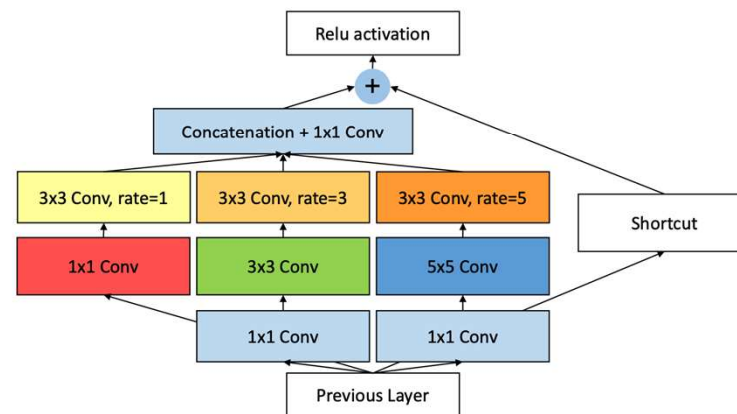 Relu activation
+
Concatenation + 1x1 Conv
3x3 Conv, rate=1
3x3 Conv, rate=3
3x3 Conv, rate=5
Shortcut
1x1 Conv
3x3 Conv
5x5 Conv
1x1 Conv
1x1 Conv
Previous Layer